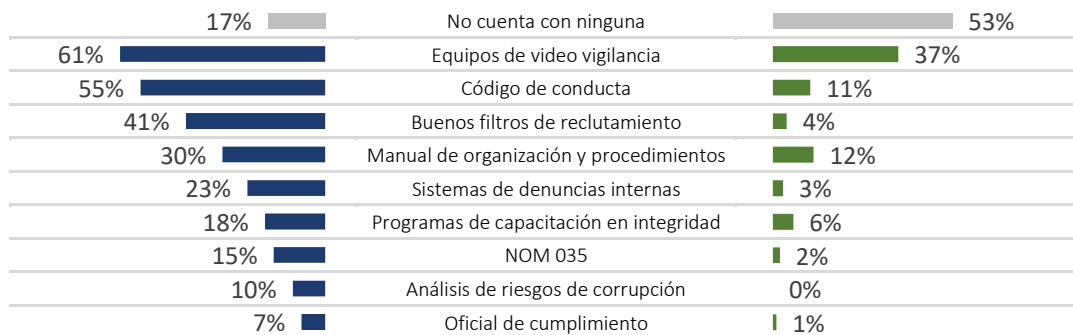 17% No cuenta con ninguna 53%
61% Equipos de video vigilancia 37%
55% Código de conducta 11%
41% Buenos filtros de reclutamiento 4%
30% Manual de organización y procedimientos 12%
23% Sistemas de denuncias internas 3%
18% Programas de capacitación en integridad 6%
15% NOM 035 2%
10% Análisis de riesgos de corrupción 0%
7% Oficial de cumplimiento 1%